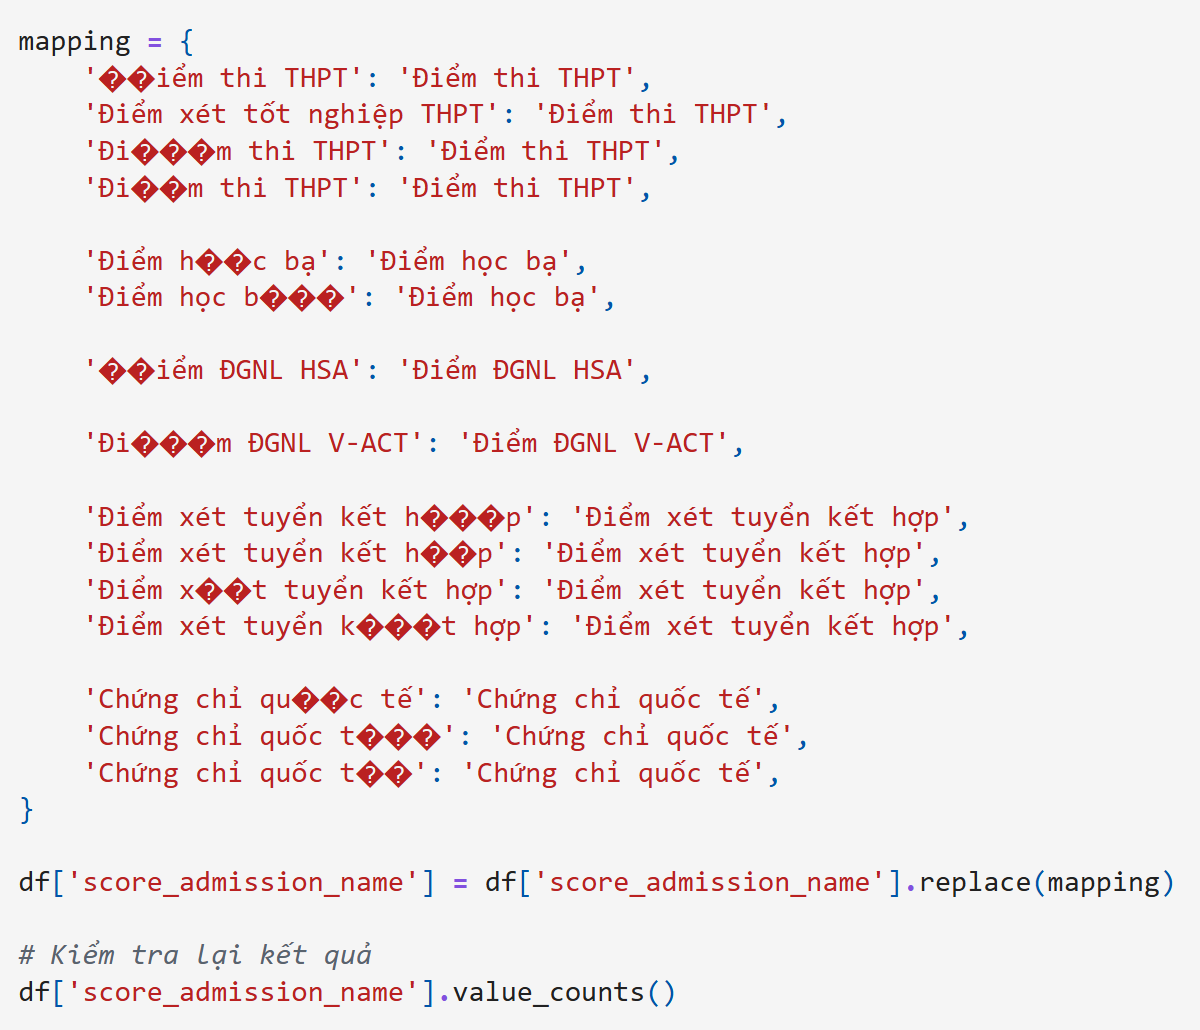 mapping = {
    '��iểm thi THPT': 'Điểm thi THPT',
    'Điểm xét tốt nghiệp THPT': 'Điểm thi THPT',
    'Đi���m thi THPT': 'Điểm thi THPT',
    'Đi��m thi THPT': 'Điểm thi THPT',

    'Điểm h��c bạ': 'Điểm học bạ',
    'Điểm học b���': 'Điểm học bạ',

    '��iểm ĐGNL HSA': 'Điểm ĐGNL HSA',

    'Đi���m ĐGNL V-ACT': 'Điểm ĐGNL V-ACT',

    'Điểm xét tuyển kết h���p': 'Điểm xét tuyển kết hợp',
    'Điểm xét tuyển kết h��p': 'Điểm xét tuyển kết hợp',
    'Điểm x��t tuyển kết hợp': 'Điểm xét tuyển kết hợp',
    'Điểm xét tuyển k���t hợp': 'Điểm xét tuyển kết hợp',

    'Chứng chỉ qu��c tế': 'Chứng chỉ quốc tế',
    'Chứng chỉ quốc t���': 'Chứng chỉ quốc tế',
    'Chứng chỉ quốc t��': 'Chứng chỉ quốc tế',
}

df['score_admission_name'] = df['score_admission_name'].replace(mapping)

# Kiểm tra lại kết quả
df['score_admission_name'].value_counts()